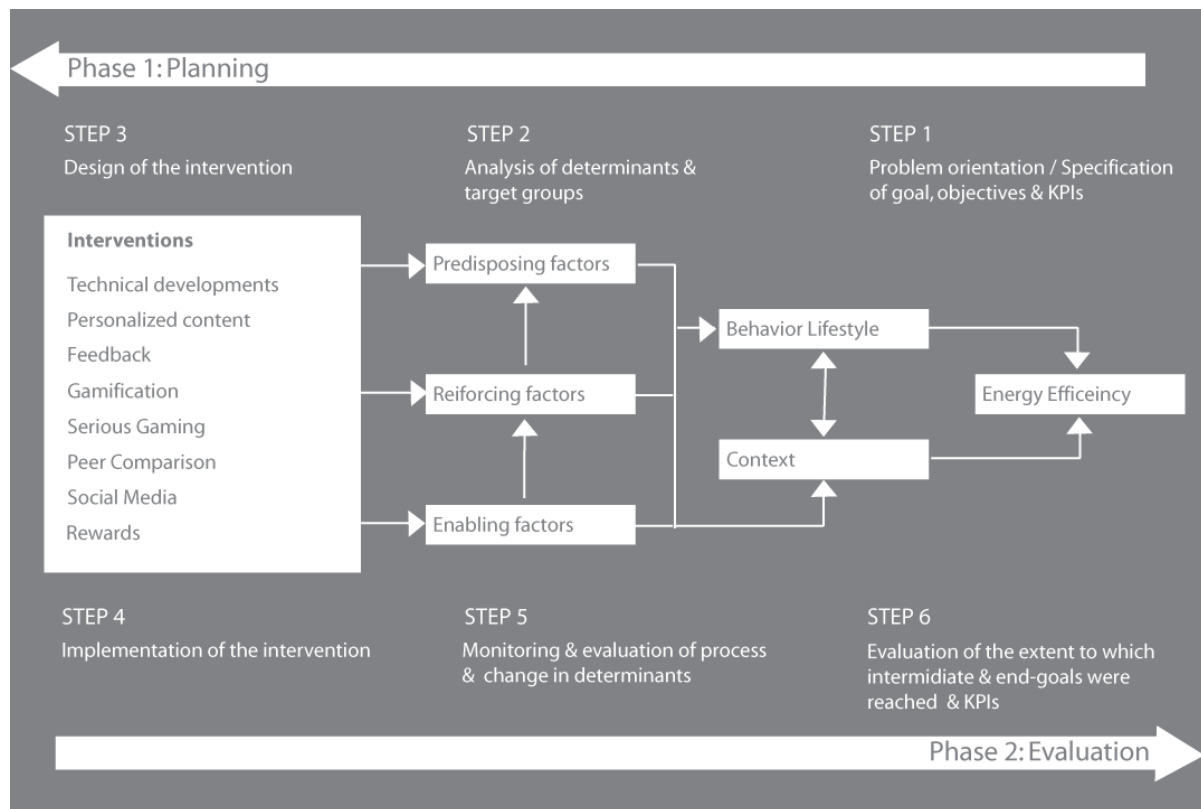 Phase 1: Planning
STEP 3
Design of the intervention
STEP 2
Analysis of determinants &
target groups
STEP 1
Problem orientation / Specification
of goal, objectives & KPIs
Interventions
Technical developments
Personalized content
Feedback
Gamification
Serious Gaming
Peer Comparison
Social Media
Rewards
Predisposing factors
Reiforcing factors
Enabling factors
Behavior Lifestyle
Context
Energy Efficeincy
STEP 4
Implementation of the intervention
STEP 5
Monitoring & evaluation of process
& change in determinants
STEP 6
Evaluation of the extent to which
intermidiate & end-goals were
reached & KPIs
Phase 2: Evaluation